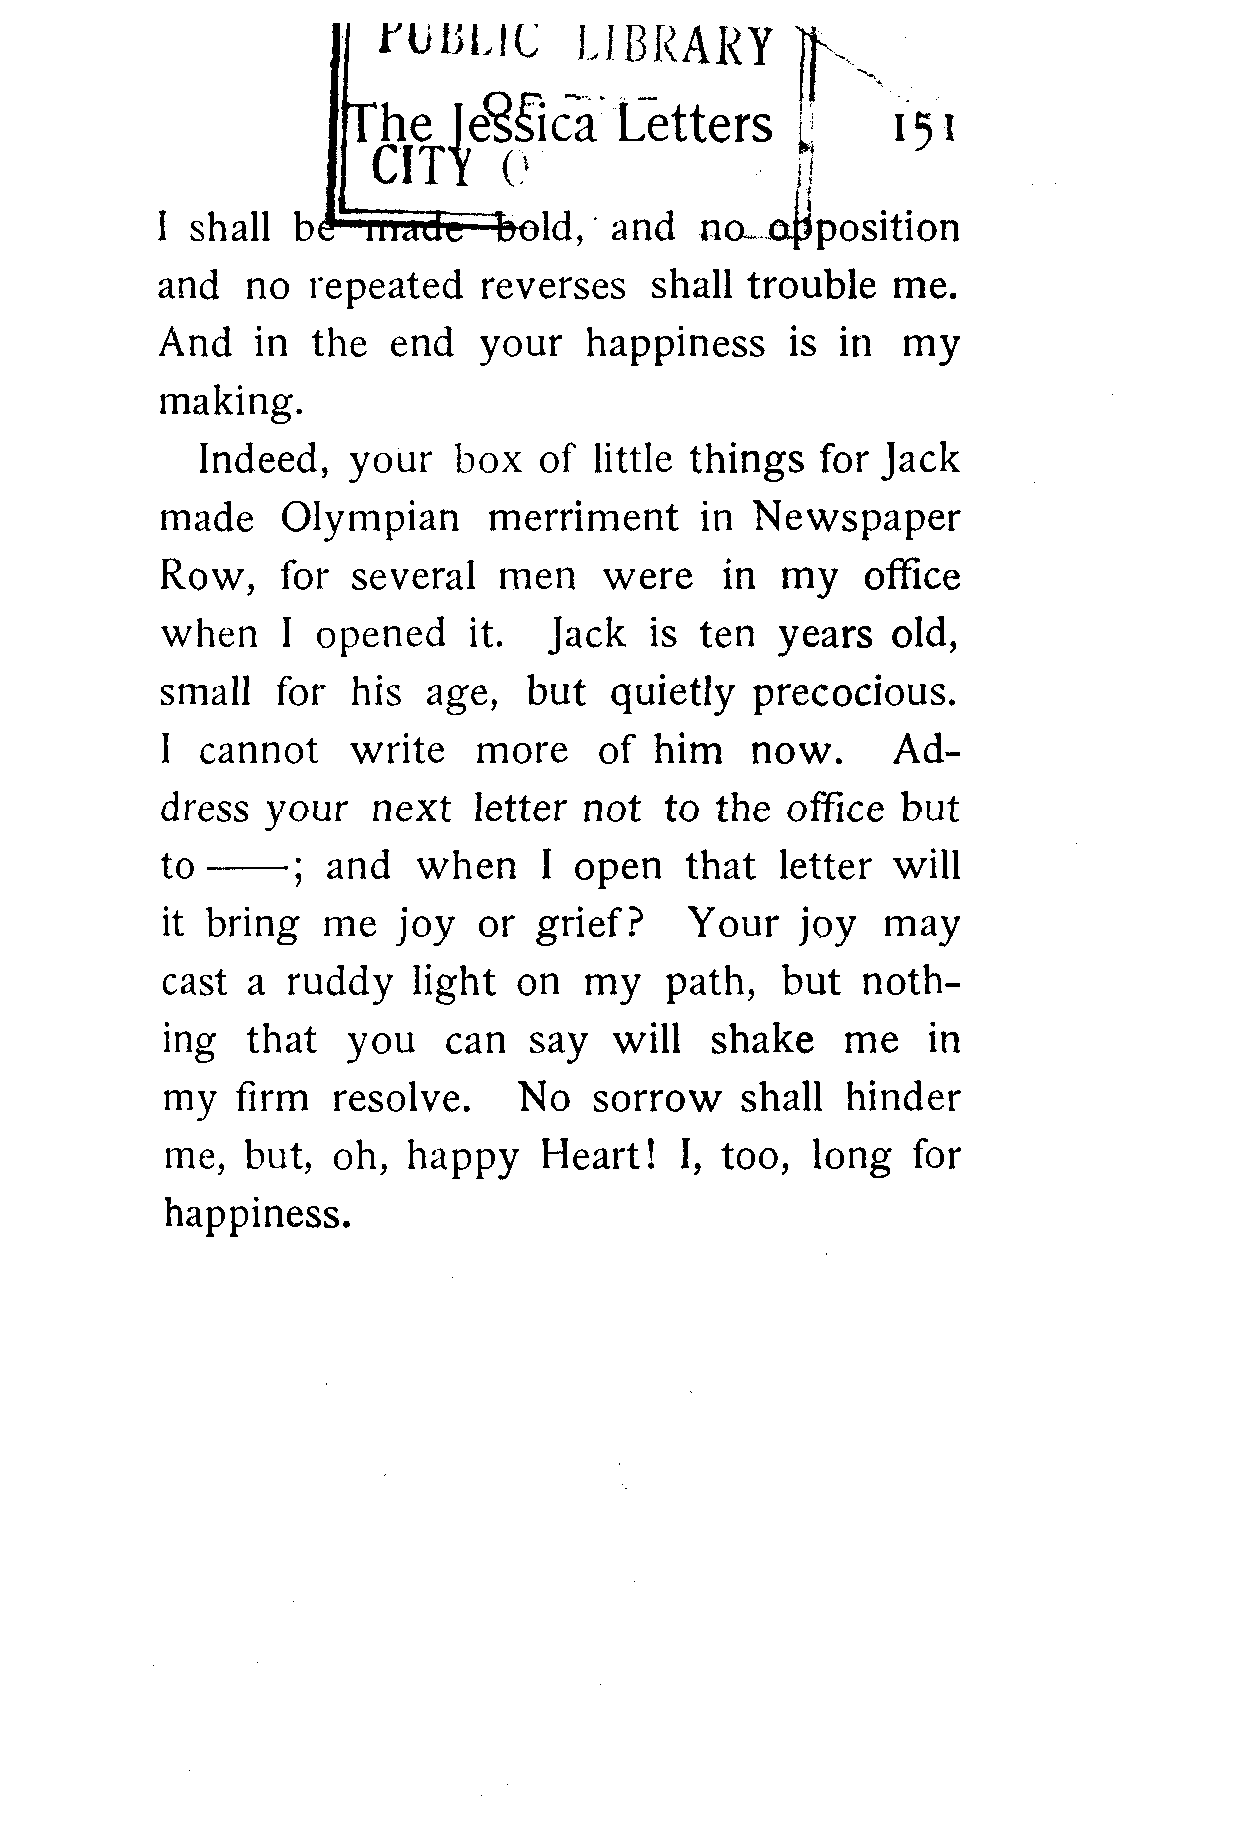 PUBLIC LIBRARY
The Jessica Letters 151
OF
CITY O
I shall be made bold, and no opposition
and no repeated reverses shall trouble me.
And in the end your happiness is in my
making.
Indeed, your box of little things for Jack
made Olympian merriment in Newspaper
Row, for several men were in my office
when I opened it. Jack is ten years old,
small for his age, but quietly precocious.
I cannot write more of him now. Ad-
dress your next letter not to the office but
to ——; and when I open that letter will
it bring me joy or grief? Your joy may
cast a ruddy light on my path, but noth-
ing that you can say will shake me in
my firm resolve. No sorrow shall hinder
me, but, oh, happy Heart! I, too, long for
happiness.